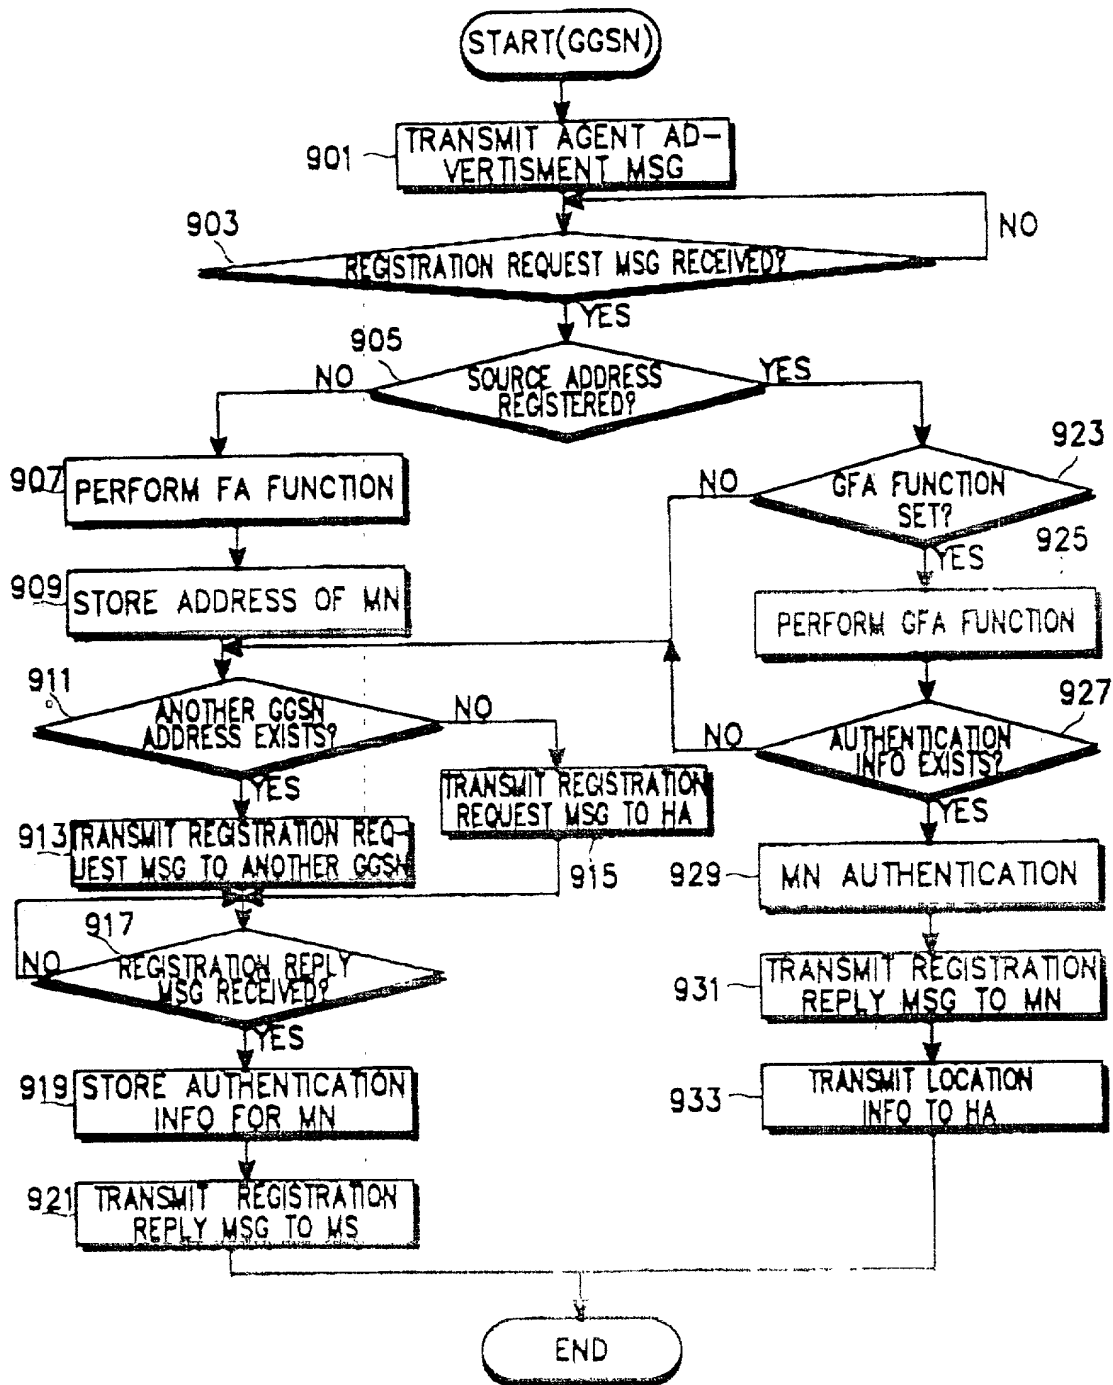 START(GGSN)
901
TRANSMIT AGENT AD-
VERTISMENT MSG
903
NO
REGISTRATION REQUEST MSG RECEIVED?
YES
905
NO
YES
SOURCE ADDRESS
REGISTERED?
907
PERFORM FA FUNCTION
923
NO
GFA FUNCTION
SET?
YES
925
909
STORE ADDRESS OF MN
PERFORM GFA FUNCTION
911
ANOTHER GGSN
ADDRESS EXISTS?
NO
YES
927
NO
AUTHENTICATION
INFO EXISTS?
YES
913
TRANSMIT REGISTRATION REQ-
UEST MSG TO ANOTHER GGSN
TRANSMIT REGISTRATION
REQUEST MSG TO HA
915
929
MN AUTHENTICATION
917
NO
REGISTRATION REPLY
MSG RECEIVED?
YES
931
TRANSMIT REGISTRATION
REPLY MSG TO MN
919
STORE AUTHENTICATION
INFO FOR MN
933
TRANSMIT LOCATION
INFO TO HA
921
TRANSMIT REGISTRATION
REPLY MSG TO MS
END